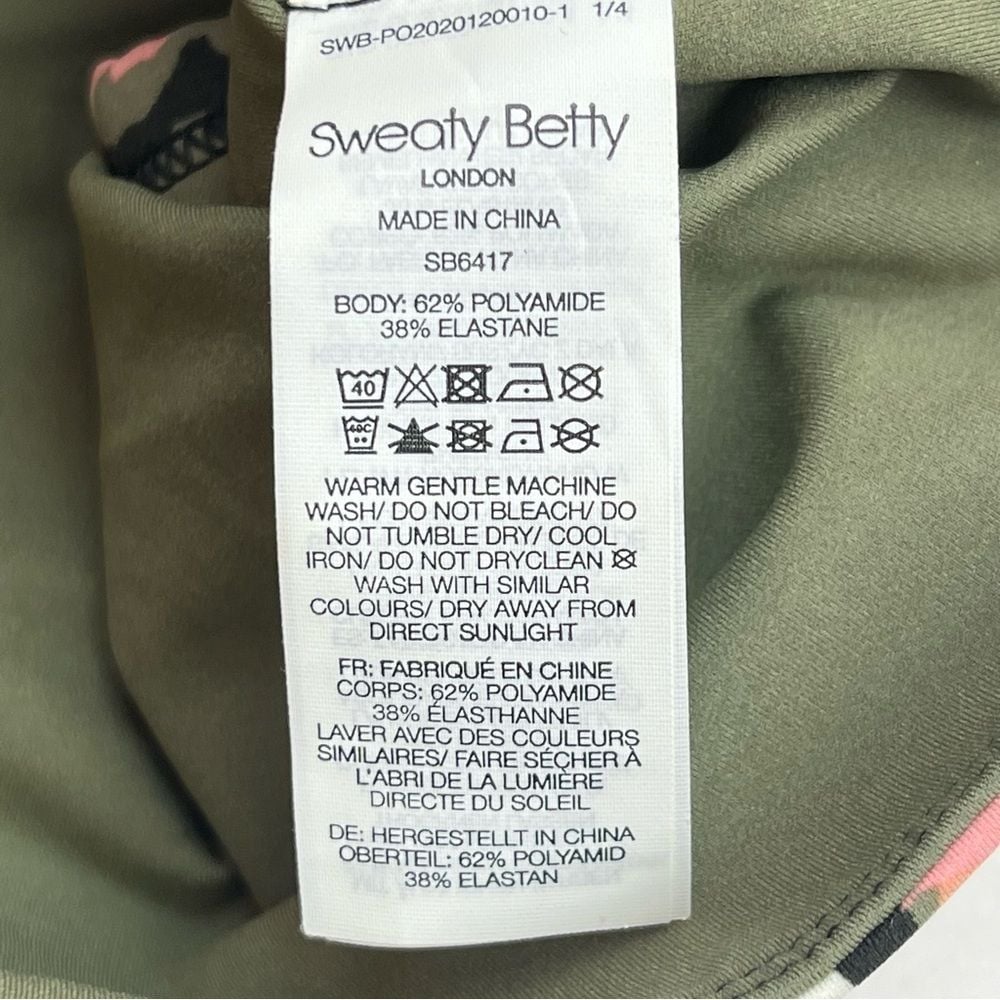 SWB-PO2020120010-1 1/4
Sweaty Betty
LONDON
MADE IN CHINA
SB6417
BODY: 62% POLYAMIDE
38% ELASTANE
40
40C
WARM GENTLE MACHINE
WASH/ DO NOT BLEACH/ DO
NOT TUMBLE DRY/ COOL
IRON/ DO NOT DRYCLEAN
WASH WITH SIMILAR
COLOURS/ DRY AWAY FROM
DIRECT SUNLIGHT
FR: FABRIQUÉ EN CHINE
CORPS: 62% POLYAMIDE
38% ÉLASTHANNE
LAVER AVEC DES COULEURS
SIMILAIRES/ FAIRE SÉCHER À
L'ABRI DE LA LUMIÈRE
DIRECTE DU SOLEIL
DE: HERGESTELLT IN CHINA
OBERTEIL: 62% POLYAMID
38% ELASTAN